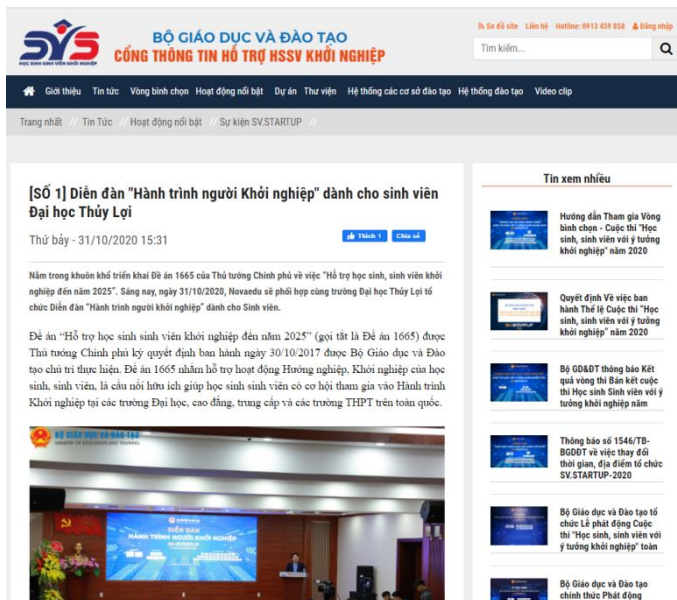 SVS
HỌC SINH SINH VIÊN KHỞI NGHIỆP
BỘ GIÁO DỤC VÀ ĐÀO TẠO
CỔNG THÔNG TIN HỖ TRỢ HSSV KHỞI NGHIỆP
Sơ đồ site Liên hệ Hotline: 0913 459 858 Đăng nhập
Tìm kiếm...
Giới thiệu Tin tức Vòng bình chọn Hoạt động nổi bật Dự án Thư viện Hệ thống các cơ sở đào tạo Hệ thống đào tạo Video clip
Trang nhất // Tin Tức // Hoạt động nổi bật // Sự kiện SV.STARTUP //
[SỐ 1] Diễn đàn "Hành trình người Khởi nghiệp" dành cho sinh viên
Đại học Thủy Lợi
Thứ bảy - 31/10/2020 15:31
Thích 1 Chia sẻ
Nằm trong khuôn khổ triển khai Đề án 1665 của Thủ tướng Chính phủ về việc "Hỗ trợ học sinh, sinh viên khởi
nghiệp đến năm 2025". Sáng nay, ngày 31/10/2020, Novaedu sẽ phối hợp cùng trường Đại học Thủy Lợi tổ
chức Diễn đàn "Hành trình người khởi nghiệp" dành cho Sinh viên.
Đề án “Hỗ trợ học sinh sinh viên khởi nghiệp đến năm 2025” (gọi tắt là Đề án 1665) được
Thủ tướng Chính phủ ký quyết định ban hành ngày 30/10/2017 được Bộ Giáo dục và Đào
tạo chủ trì thực hiện. Đề án 1665 nhằm hỗ trợ hoạt động Hướng nghiệp, Khởi nghiệp của học
sinh, sinh viên, là cầu nối hữu ích giúp học sinh sinh viên có cơ hội tham gia vào Hành trình
Khởi nghiệp tại các trường Đại học, cao đẳng, trung cấp và các trường THPT trên toàn quốc.
BỘ GIÁO DỤC VÀ ĐÀO TẠO
MINISTRY OF EDUCATION AND TRAINING
DIỄN ĐÀN
HÀNH TRÌNH NGƯỜI KHỞI NGHIỆP
Tin xem nhiều
Hướng dẫn Tham gia Vòng
bình chọn - Cuộc thi "Học
sinh, sinh viên với ý tưởng
khởi nghiệp" năm 2020
Quyết định Về việc ban
hành Thể lệ Cuộc thi "Học
sinh, sinh viên với ý tưởng
khởi nghiệp" năm 2020
Bộ GD&ĐT thông báo Kết
quả vòng thi Bán kết cuộc
thi Học sinh Sinh viên với ý
tưởng khởi nghiệp năm
Thông báo số 1546/TB-
BGDĐT về việc thay đổi
thời gian, địa điểm tổ chức
SV.STARTUP-2020
Bộ Giáo dục và Đào tạo tổ
chức Lễ phát động Cuộc
thi "Học sinh, sinh viên với
ý tưởng khởi nghiệp" toàn
Bộ Giáo dục và Đào tạo
chính thức Phát động